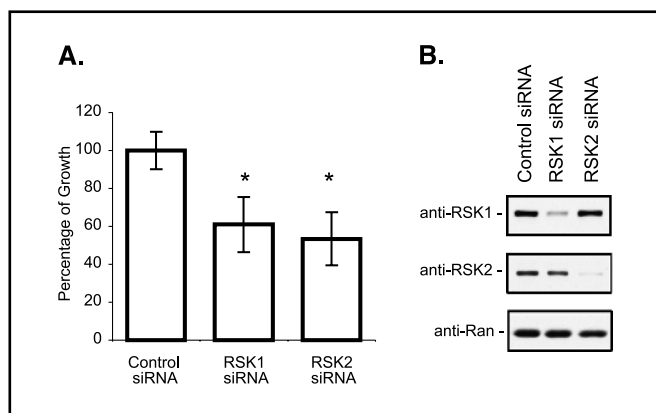 A.
Percentage of Growth
120
100
80
60
40
20
0
*
*
Control
siRNA
RSK1
siRNA
RSK2
siRNA
B.
Control siRNA
RSK1 siRNA
RSK2 siRNA
anti-RSK1 -
anti-RSK2 -
anti-Ran -